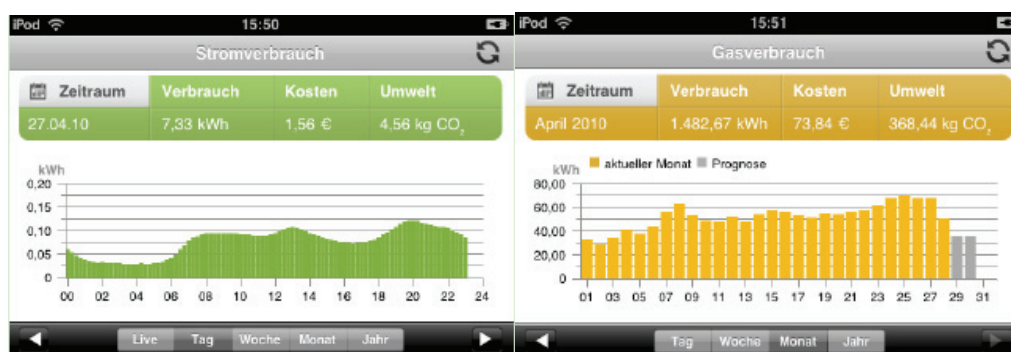 iPod 15:50
Stromverbrauch
Zeitraum Verbrauch Kosten Umwelt
27.04.10 7,33 kWh 1,56 € 4,56 kg CO₂
kWh
0,20
0,15
0,10
0,05
0
00 02 04 06 08 10 12 14 16 18 20 22 24
Live Tag Woche Monat Jahr
iPod 15:51
Gasverbrauch
Zeitraum Verbrauch Kosten Umwelt
April 2010 1.482,67 kWh 73,84 € 368,44 kg CO₂
kWh aktueller Monat Prognose
80,00
60,00
40,00
20,00
0
01 03 05 07 09 11 13 15 17 19 21 23 25 27 29 31
Tag Woche Monat Jahr